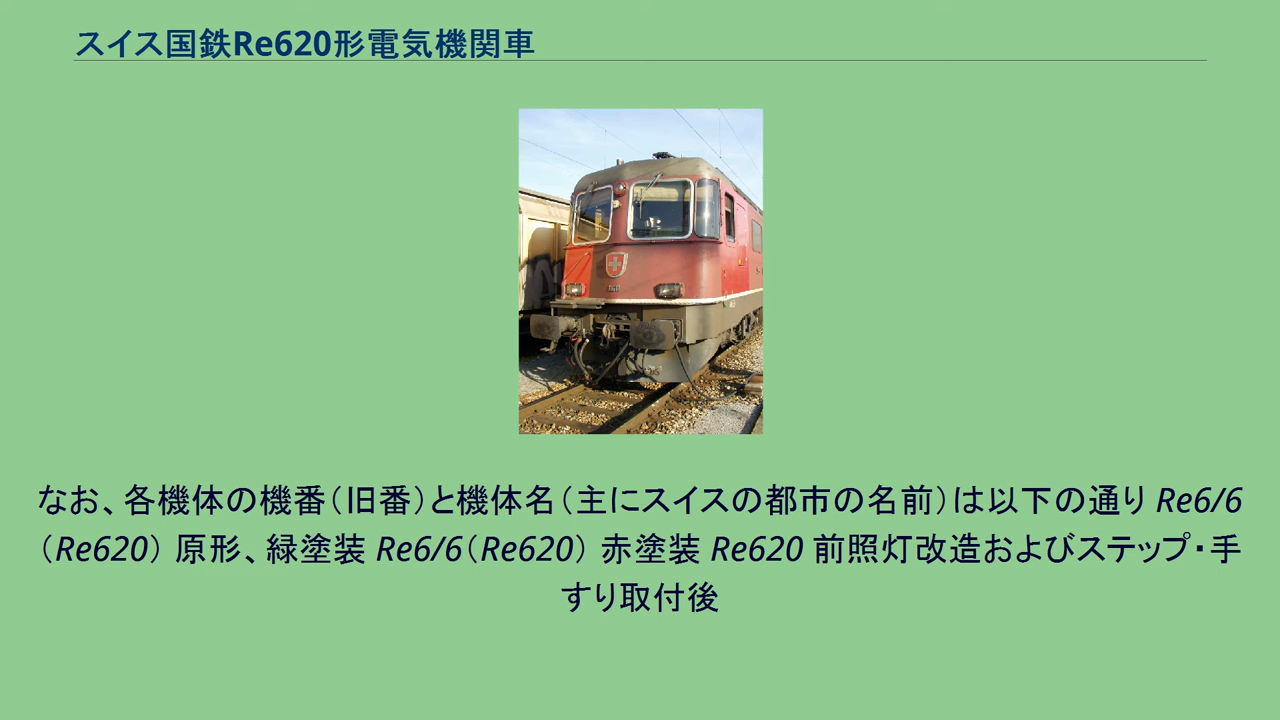 スイス国鉄Re620形電気機関車
なお、各機体の機番（旧番）と機体名（主にスイスの都市の名前）は以下の通り Re6/6
（Re620） 原形、緑塗装 Re6/6（Re620） 赤塗装 Re620 前照灯改造およびステップ・手
すり取付後